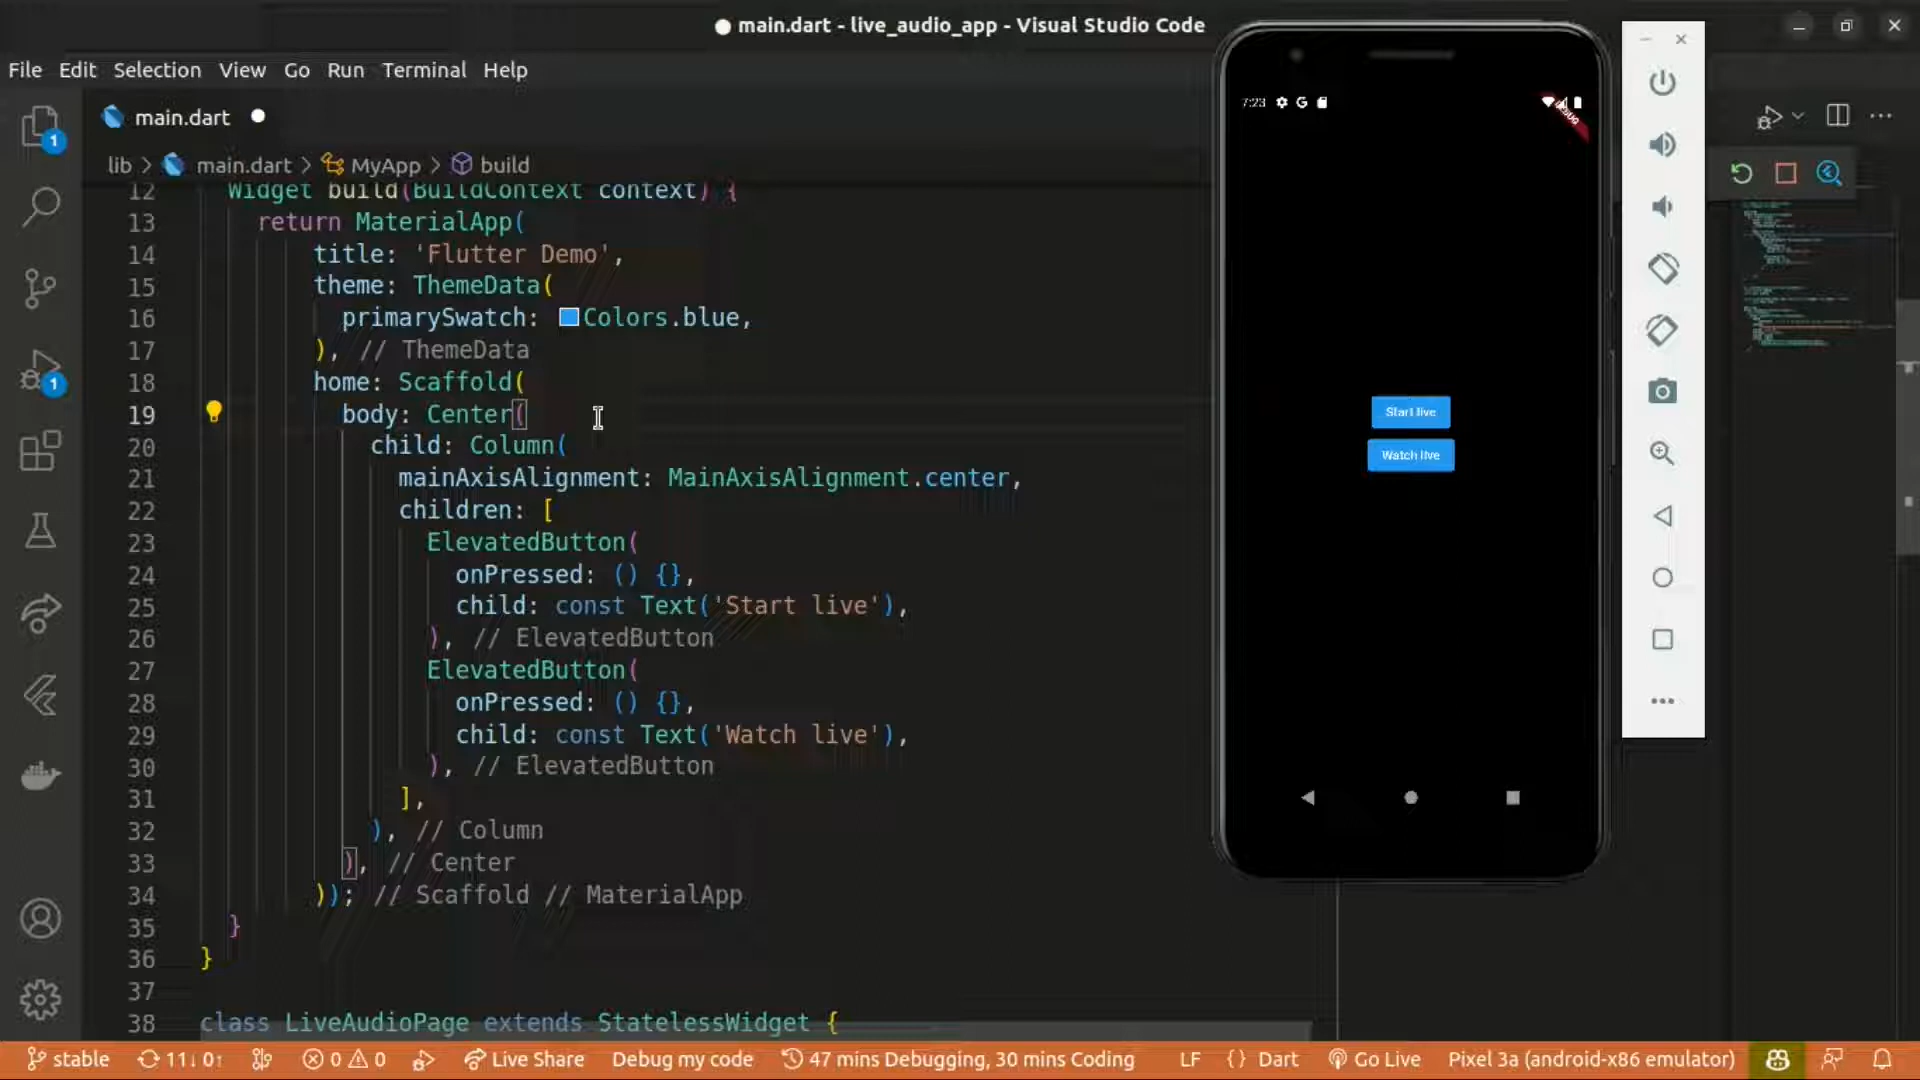 main.dart - live_audio_app - Visual Studio Code
File Edit Selection View Go Run Terminal Help
main.dart
lib > main.dart > MyApp > build
12 Widget build(BuildContext context) {
13 return MaterialApp(
14 title: 'Flutter Demo',
15 theme: ThemeData(
16 primarySwatch: Colors.blue,
17 ), // ThemeData
18 home: Scaffold(
19 body: Center(
20 child: Column(
21 mainAxisAlignment: MainAxisAlignment.center,
22 children: [
23 ElevatedButton(
24 onPressed: () {},
25 child: const Text('Start live'),
26 ), // ElevatedButton
27 ElevatedButton(
28 onPressed: () {},
29 child: const Text('Watch live'),
30 ), // ElevatedButton
31 ],
32 ), // Column
33 ), // Center
34 )); // Scaffold // MaterialApp
35 }
36 }
37
38 class LiveAudioPage extends StatelessWidget {
1
1
7:23
DEBUG
Start live
Watch live
stable 11↓ 0↑ 0 0 Live Share Debug my code 47 mins Debugging, 30 mins Coding LF {} Dart Go Live Pixel 3a (android-x86 emulator)